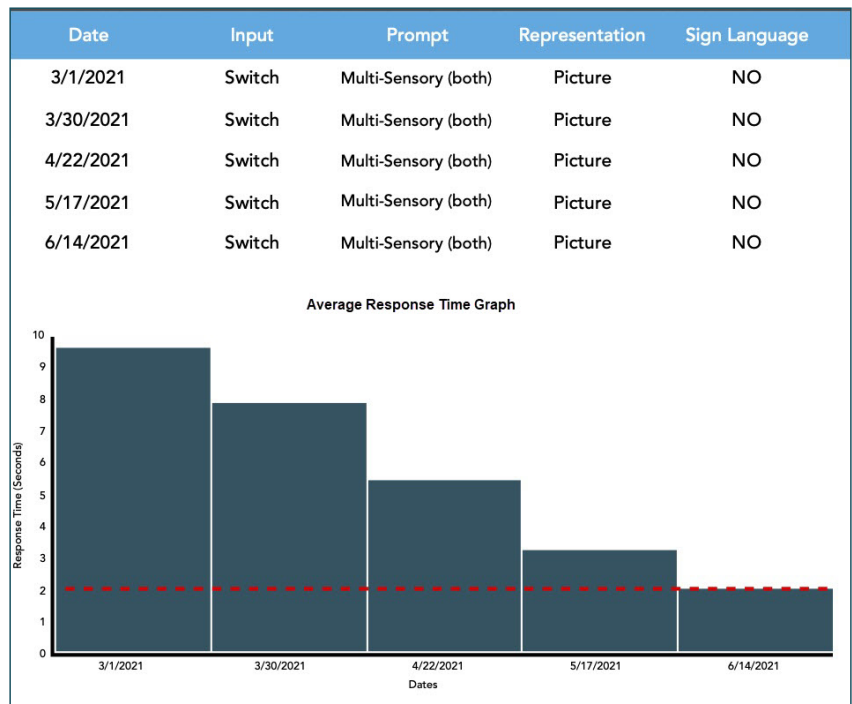 Date Input Prompt Representation Sign Language
3/1/2021 Switch Multi-Sensory (both) Picture NO
3/30/2021 Switch Multi-Sensory (both) Picture NO
4/22/2021 Switch Multi-Sensory (both) Picture NO
5/17/2021 Switch Multi-Sensory (both) Picture NO
6/14/2021 Switch Multi-Sensory (both) Picture NO
Average Response Time Graph
Response Time (Seconds)
10
9
8
7
6
5
4
3
2
1
0
3/1/2021 3/30/2021 4/22/2021 5/17/2021 6/14/2021
Dates